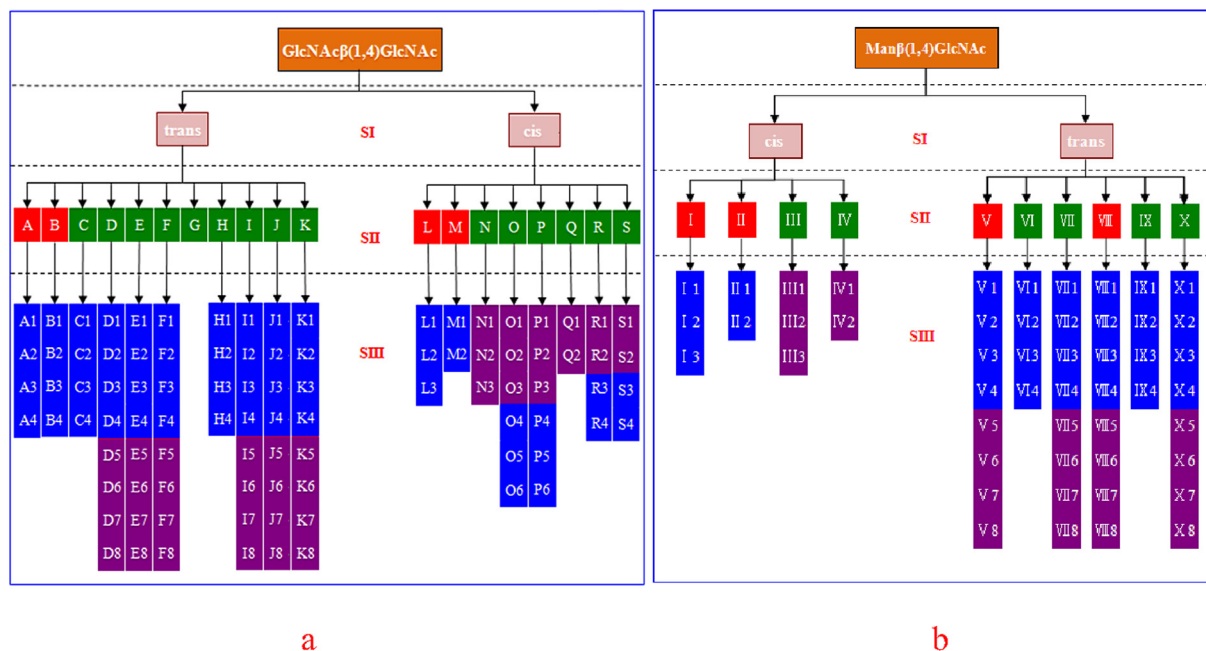 GlcNAcβ(1,4)GlcNAc
trans
SI
cis
A B C D E F G H I J K
SII
L M N O P Q R S
SIII
A1 B1 C1 D1 E1 F1 H1 I1 J1 K1
A2 B2 C2 D2 E2 F2 H2 I2 J2 K2
A3 B3 C3 D3 E3 F3 H3 I3 J3 K3
A4 B4 C4 D4 E4 F4 H4 I4 J4 K4
D5 E5 F5 I5 J5 K5
D6 E6 F6 I6 J6 K6
D7 E7 F7 I7 J7 K7
D8 E8 F8 I8 J8 K8
L1 M1 N1 O1 P1 Q1 R1 S1
L2 M2 N2 O2 P2 Q2 R2 S2
L3 N3 O3 P3 R3 S3
O4 P4 R4 S4
O5 P5
O6 P6
a
Manβ(1,4)GlcNAc
cis
SI
trans
I II III IV
SII
V VI VII VIII IX X
I 1 II 1 III1 IV1
I 2 II 2 III2 IV2
I 3 III3
SIII
V 1 VI1 VII1 VIII1 IX1 X 1
V 2 VI2 VII2 VIII2 IX2 X 2
V 3 VI3 VII3 VIII3 IX3 X 3
V 4 VI4 VII4 VIII4 IX4 X 4
V 5 VII5 VIII5 X 5
V 6 VII6 VIII6 X 6
V 7 VII7 VIII7 X 7
V 8 VII8 VIII8 X 8
b